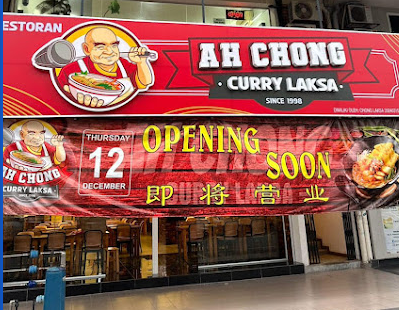 ESTORAN
AH CHONG
CURRY LAKSA
SINCE 1998
AH CHONG
CURRY LAKSA
THURSDAY
12
DECEMBER
OPENING
SOON
即将营业